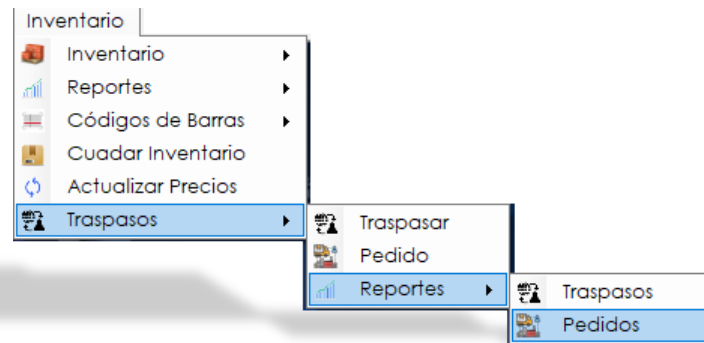 Inventario
Inventario
Reportes
Códigos de Barras
Cuadar Inventario
Actualizar Precios
Traspasos
Traspasar
Pedido
Reportes
Traspasos
Pedidos